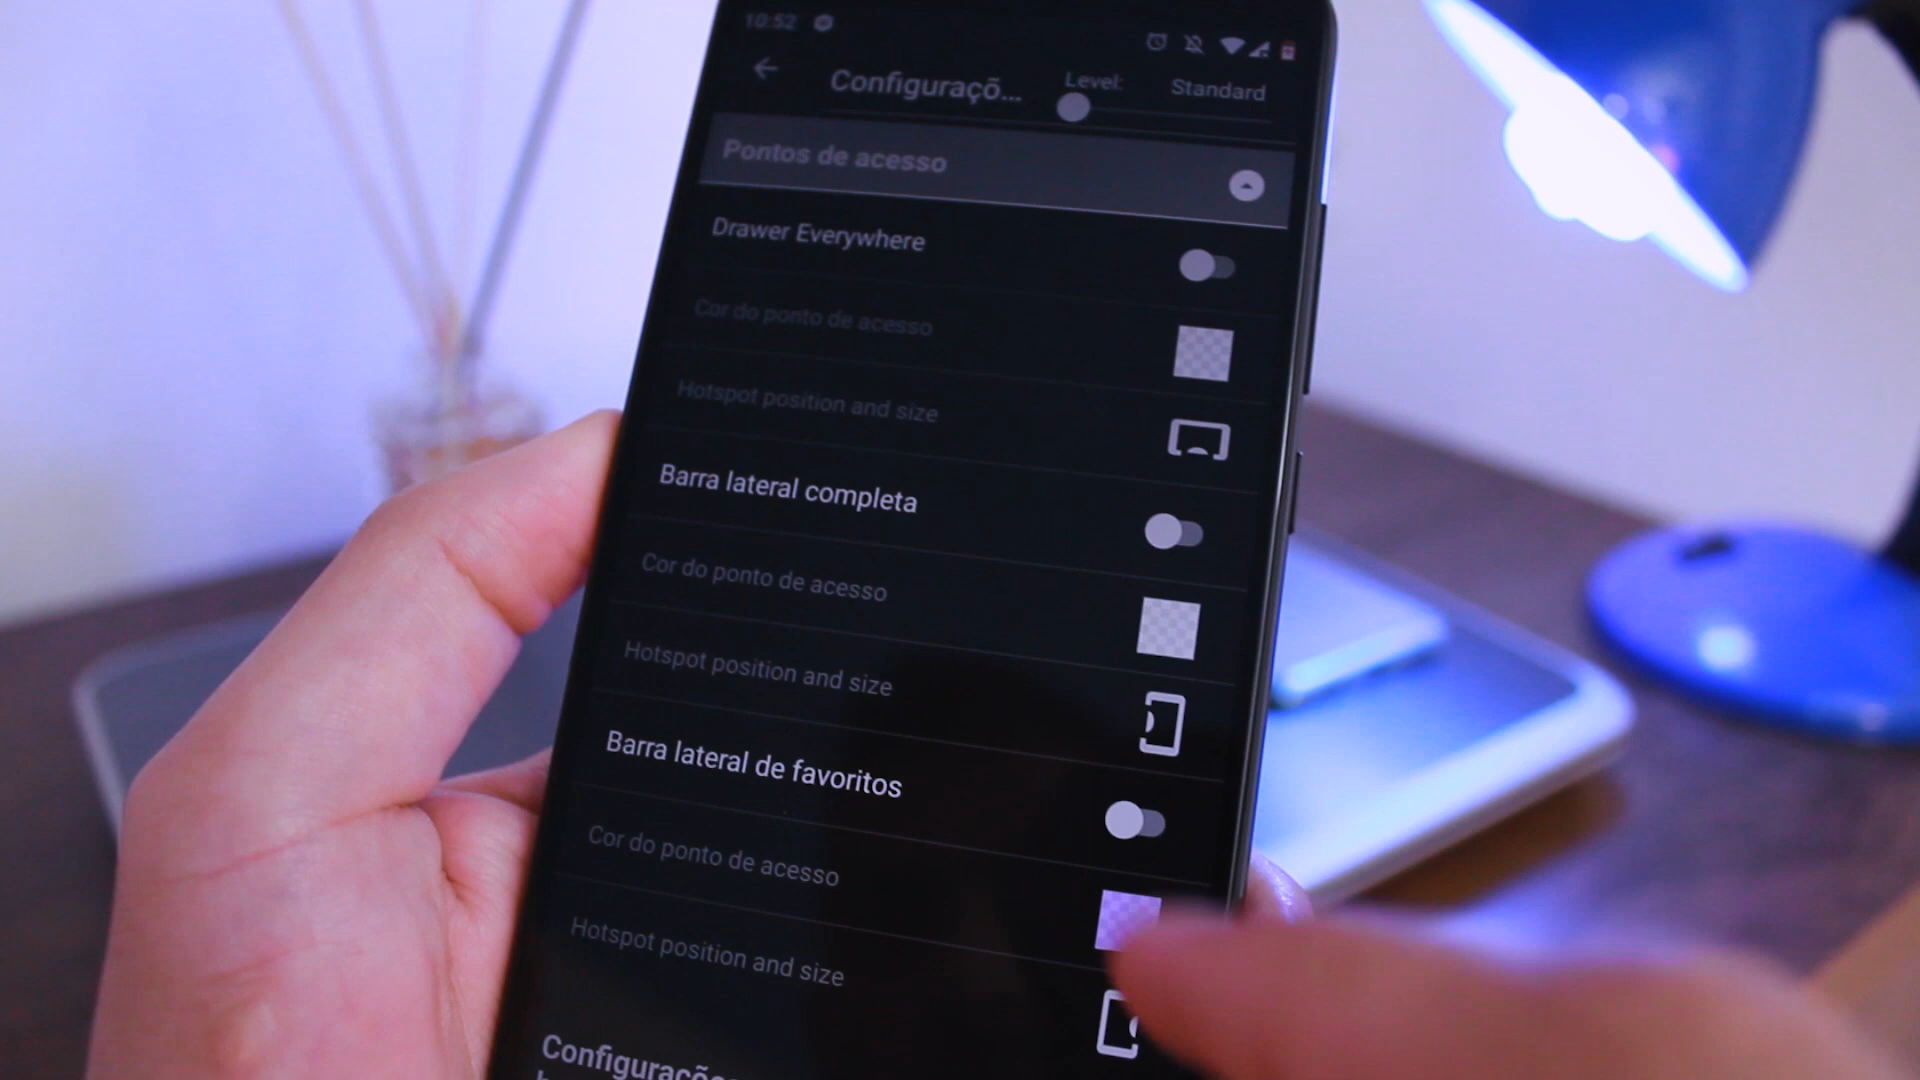 10:52
Configuraçõ...
Level:
Standard
Pontos de acesso
Drawer Everywhere
Cor do ponto de acesso
Hotspot position and size
Barra lateral completa
Cor do ponto de acesso
Hotspot position and size
Barra lateral de favoritos
Cor do ponto de acesso
Hotspot position and size